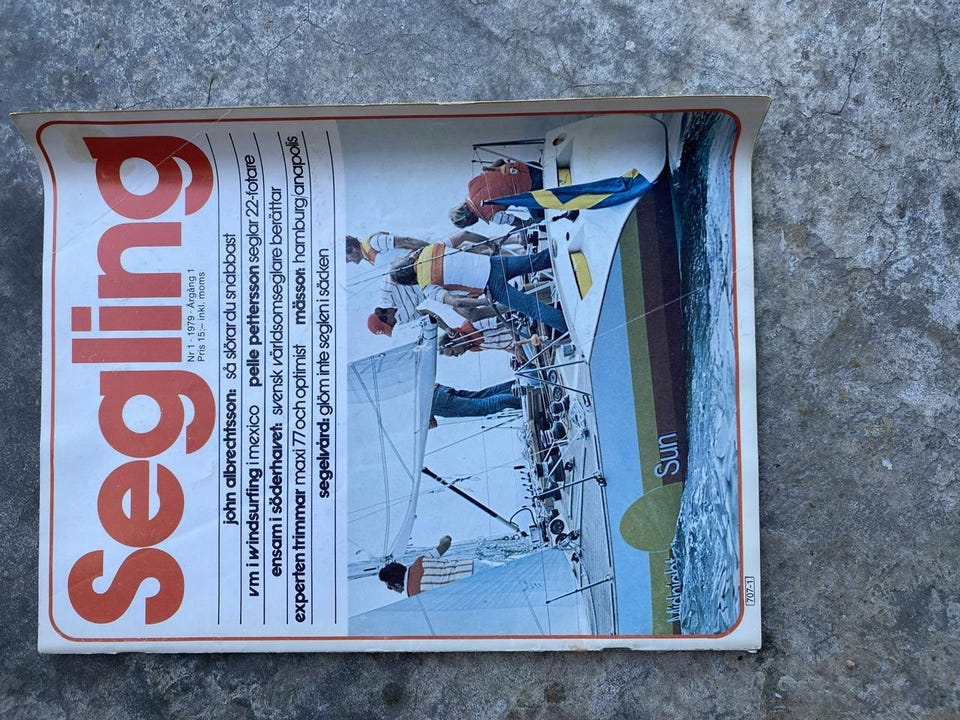 Segling
Nr 1 · 1979 · Årgång 1
Pris 15:– inkl. moms
john albrechtsson: så slörar du snabbast
vm i windsurfing i mexico pelle pettersson seglar 22-fotare
ensam i söderhavet: svensk världsomseglare berättar
experten trimmar maxi 77 och optimist mässor: hamburg/anapolis
segelvård: glöm inte seglen i säcken
Midnight Sun
707-1